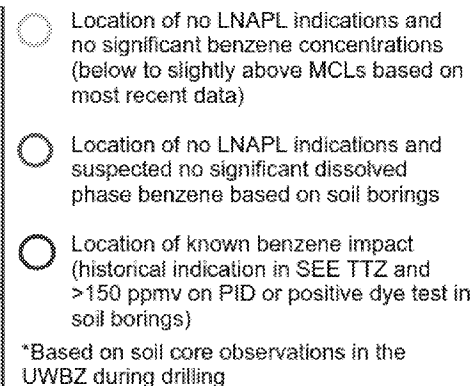 Location of no LNAPL indications and
no significant benzene concentrations
(below to slightly above MCLs based on
most recent data)
Location of no LNAPL indications and
suspected no significant dissolved
phase benzene based on soil borings
Location of known benzene impact
(historical indication in SEE TTZ and
>150 ppmv on PID or positive dye test in
soil borings)
*Based on soil core observations in the
UWBZ during drilling